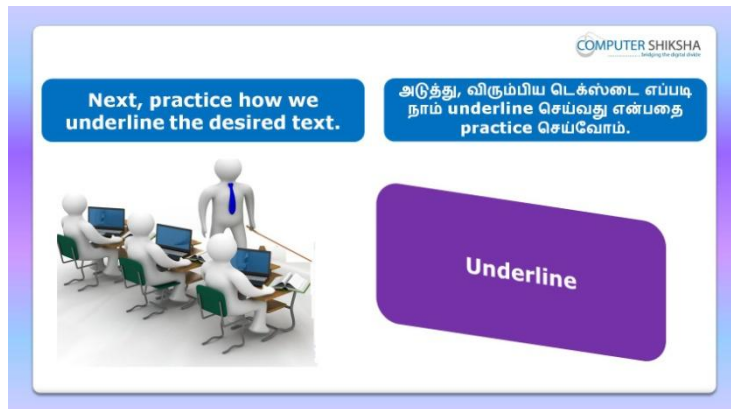 COMPUTER SHIKSHA
bridging the digital divide
Next, practice how we
underline the desired text.
அடுத்து, விரும்பிய டெக்ஸ்டை எப்படி
நாம் underline செய்வது என்பதை
practice செய்வோம்.
Underline